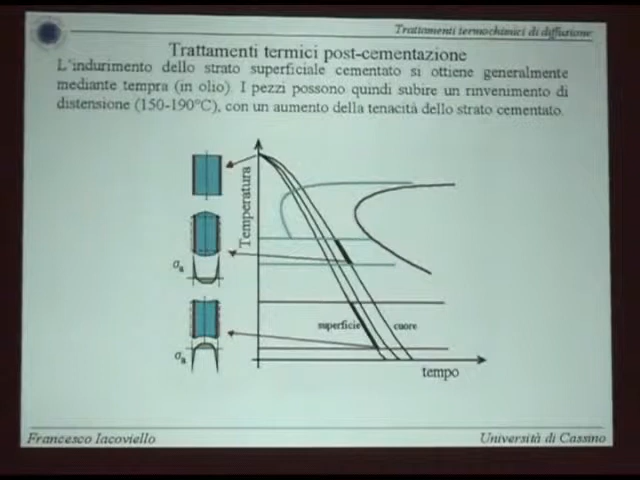 Trattamenti termochimici di diffusione
Trattamenti termici post-cementazione
L'indurimento dello strato superficiale cementato si ottiene generalmente
mediante tempra (in olio). I pezzi possono quindi subire un rinvenimento di
distensione (150-190°C), con un aumento della tenacità dello strato cementato.
Temperatura
σa
superficie
cuore
σa
tempo
Francesco Iacoviello
Università di Cassino